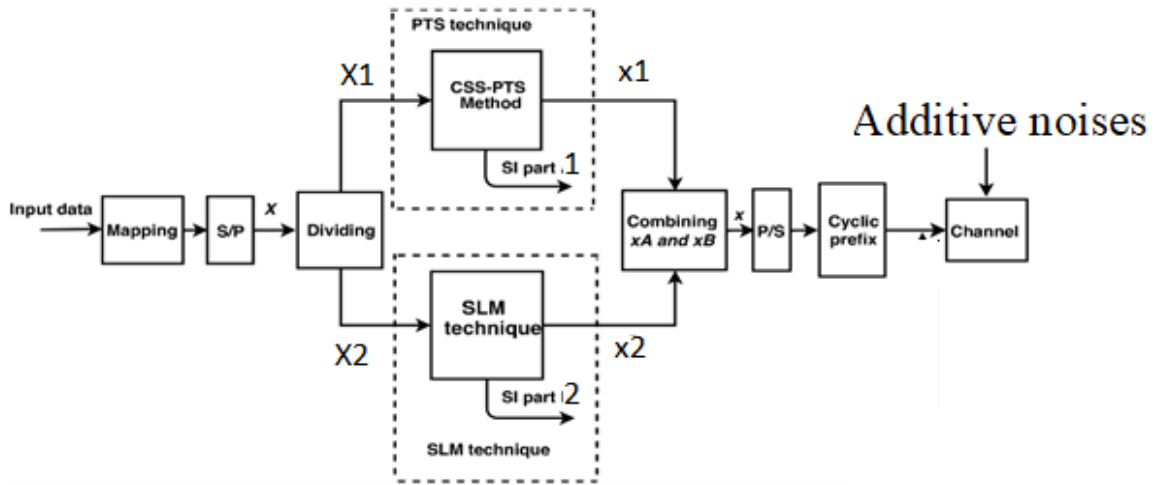 PTS technique
X1
CSS-PTS
Method
x1
SI part 1
Additive noises
Input data
Mapping
S/P
X
Dividing
Combining
xA and xB
x
P/S
Cyclic
prefix
Channel
X2
SLM
technique
x2
SI part 2
SLM technique